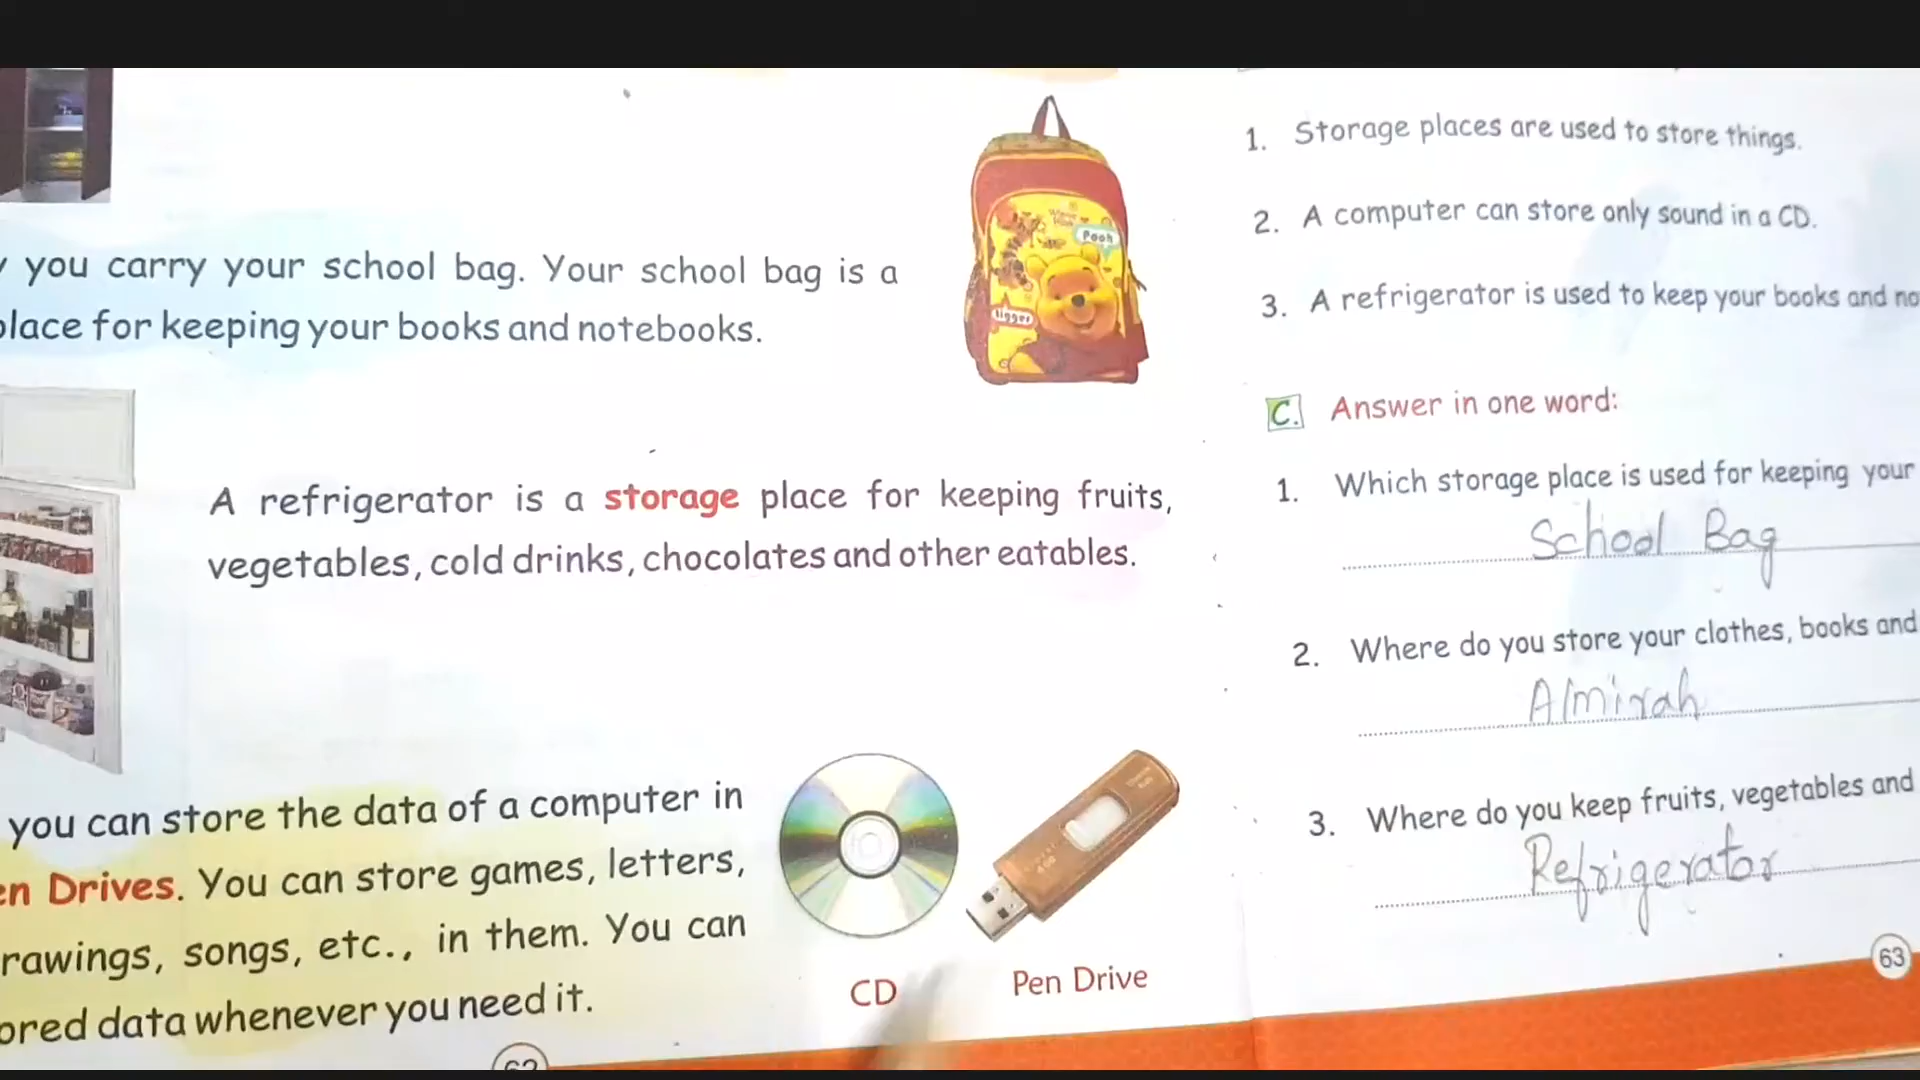 you carry your school bag. Your school bag is a
place for keeping your books and notebooks.
Pooh
Tigger
A refrigerator is a storage place for keeping fruits,
vegetables, cold drinks, chocolates and other eatables.
you can store the data of a computer in
en Drives. You can store games, letters,
rawings, songs, etc., in them. You can
ored data whenever you need it.
CD
Pen Drive
62
1. Storage places are used to store things.
2. A computer can store only sound in a CD.
3. A refrigerator is used to keep your books and no
C. Answer in one word:
1. Which storage place is used for keeping your
School Bag
2. Where do you store your clothes, books and
Almirah
3. Where do you keep fruits, vegetables and
Refrigerator
63